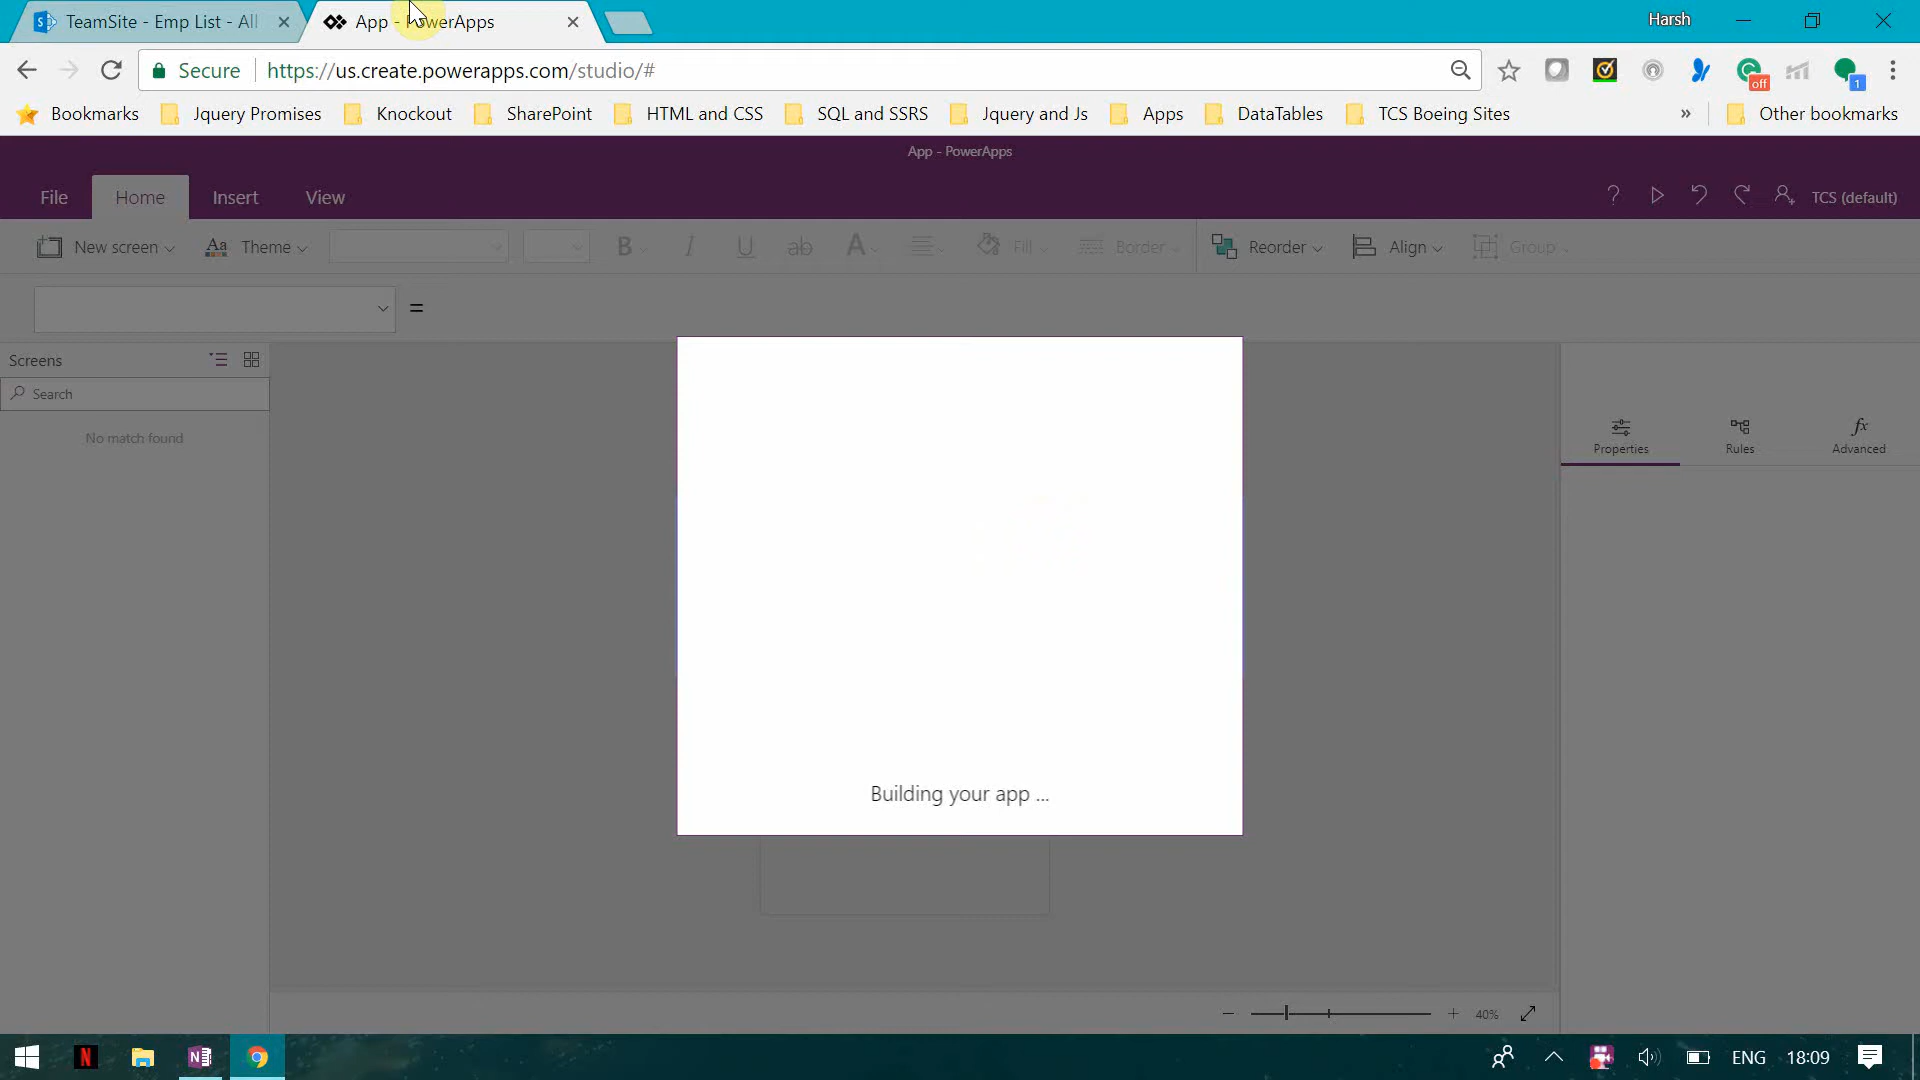 TeamSite - Emp List - All
App - PowerApps
Harsh
Secure
https://us.create.powerapps.com/studio/#
off
1
Bookmarks
Jquery Promises
Knockout
SharePoint
HTML and CSS
SQL and SSRS
Jquery and Js
Apps
DataTables
TCS Boeing Sites
»
Other bookmarks
App - PowerApps
File
Home
Insert
View
TCS (default)
New screen
Theme
B
I
U
ab
A
Fill
Border
Reorder
Align
Group
=
Screens
Search
No match found
Properties
Rules
Advanced
Building your app ...
40%
ENG
18:09